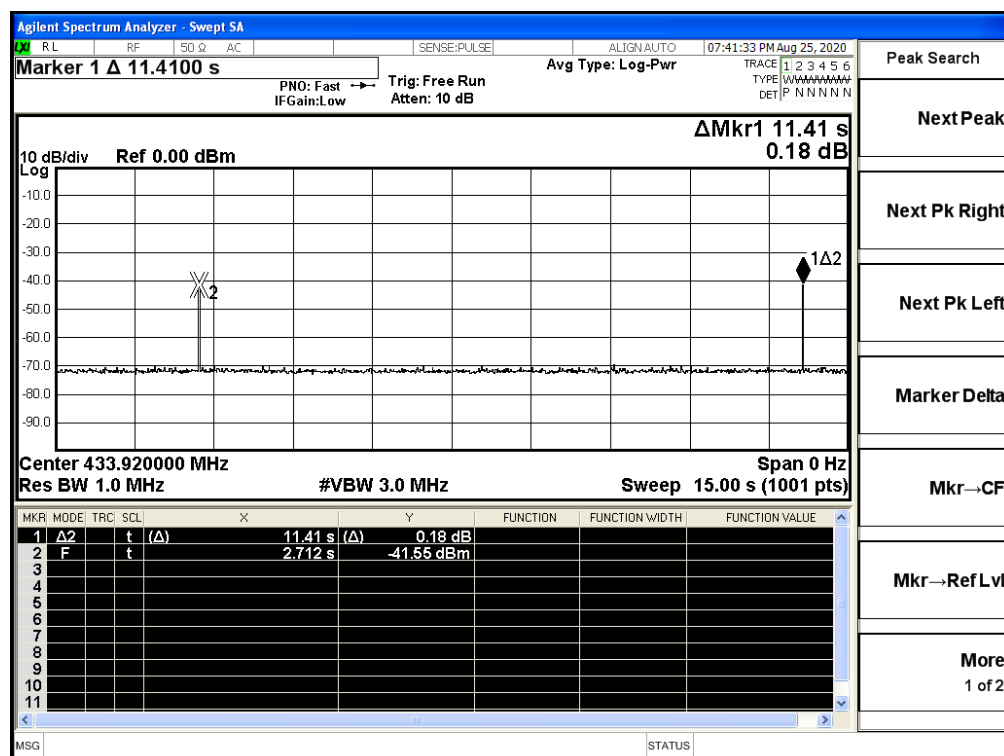 Agilent Spectrum Analyzer - Swept SA
LXI RL RF 50 Ω AC SENSE:PULSE ALIGN AUTO 07:41:33 PM Aug 25, 2020
Marker 1 Δ 11.4100 s
PNO: Fast
IFGain:Low
Trig: Free Run
Atten: 10 dB
Avg Type: Log-Pwr
TRACE 1 2 3 4 5 6
TYPE WWWWWW
DET P N N N N N
ΔMkr1 11.41 s
0.18 dB
10 dB/div Ref 0.00 dBm
Log
-10.0
-20.0
-30.0
-40.0
-50.0
-60.0
-70.0
-80.0
-90.0
2
1Δ2
Center 433.920000 MHz Span 0 Hz
Res BW 1.0 MHz #VBW 3.0 MHz Sweep 15.00 s (1001 pts)
MKR MODE TRC SCL X Y FUNCTION FUNCTION WIDTH FUNCTION VALUE
1 Δ2 t (Δ) 11.41 s (Δ) 0.18 dB
2 F t 2.712 s -41.55 dBm
3
4
5
6
7
8
9
10
11
MSG STATUS
Peak Search
Next Peak
Next Pk Right
Next Pk Left
Marker Delta
Mkr→CF
Mkr→Ref Lvl
More
1 of 2